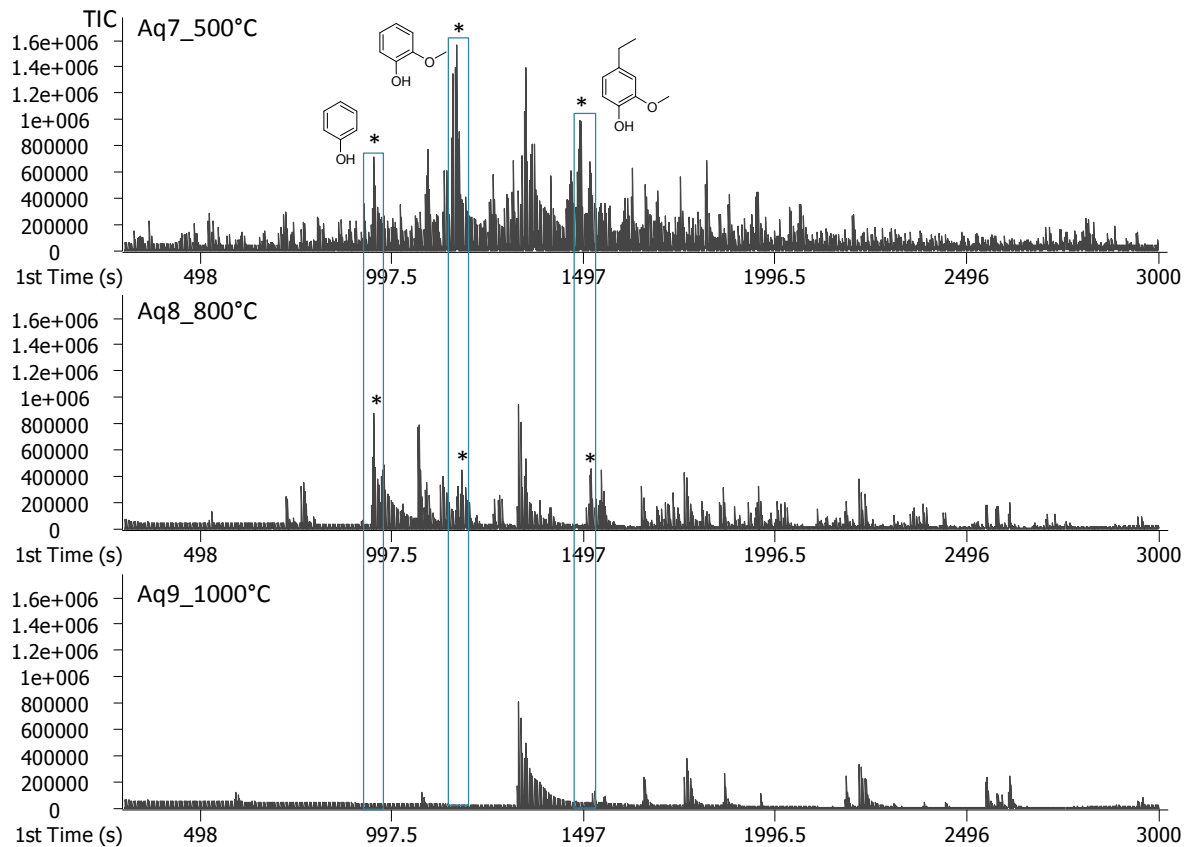 TIC
Aq7_500°C
1.6e+006
1.4e+006
1.2e+006
1e+006
800000
600000
400000
200000
0
*
*
*
OH
O
OH
O
OH
1st Time (s) 498 997.5 1497 1996.5 2496 3000
Aq8_800°C
1.6e+006
1.4e+006
1.2e+006
1e+006
800000
600000
400000
200000
0
*
*
*
1st Time (s) 498 997.5 1497 1996.5 2496 3000
Aq9_1000°C
1.6e+006
1.4e+006
1.2e+006
1e+006
800000
600000
400000
200000
0
1st Time (s) 498 997.5 1497 1996.5 2496 3000